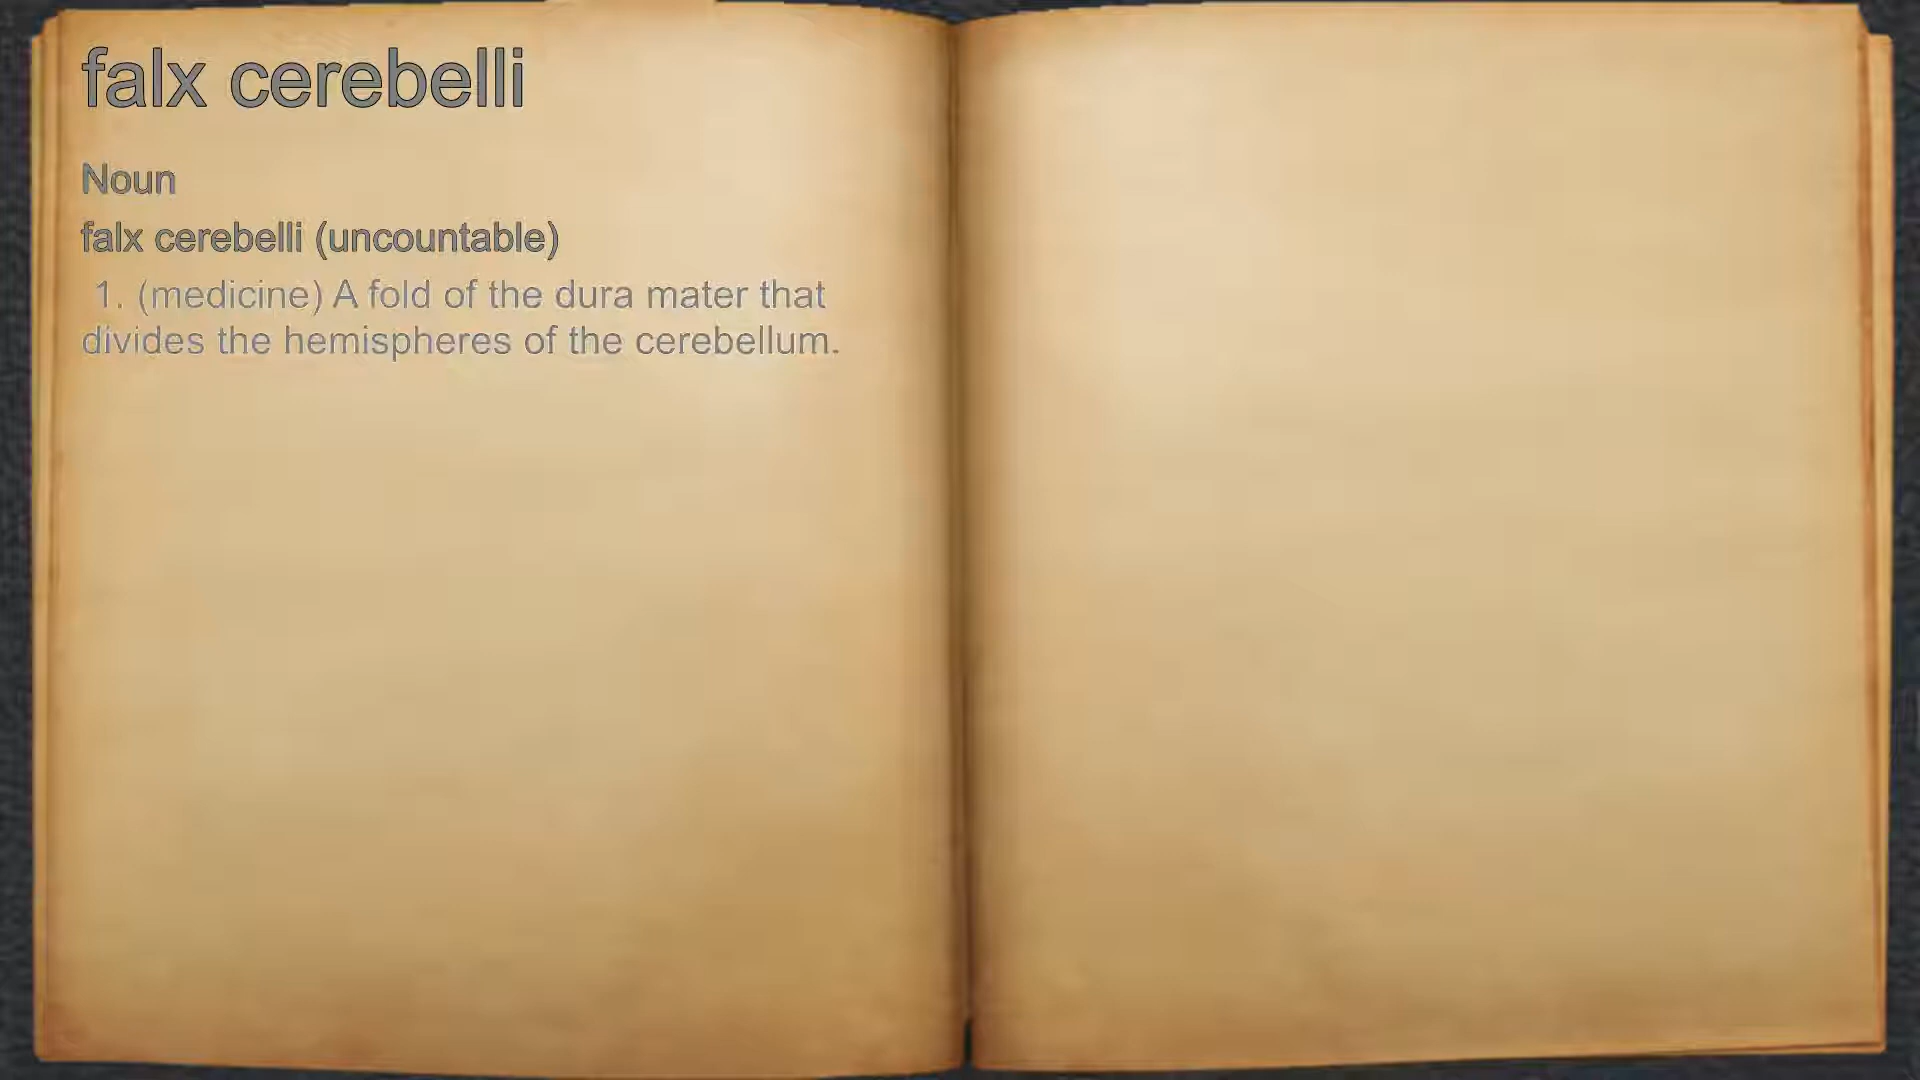 falx cerebelli
Noun
falx cerebelli (uncountable)
1. (medicine) A fold of the dura mater that
divides the hemispheres of the cerebellum.